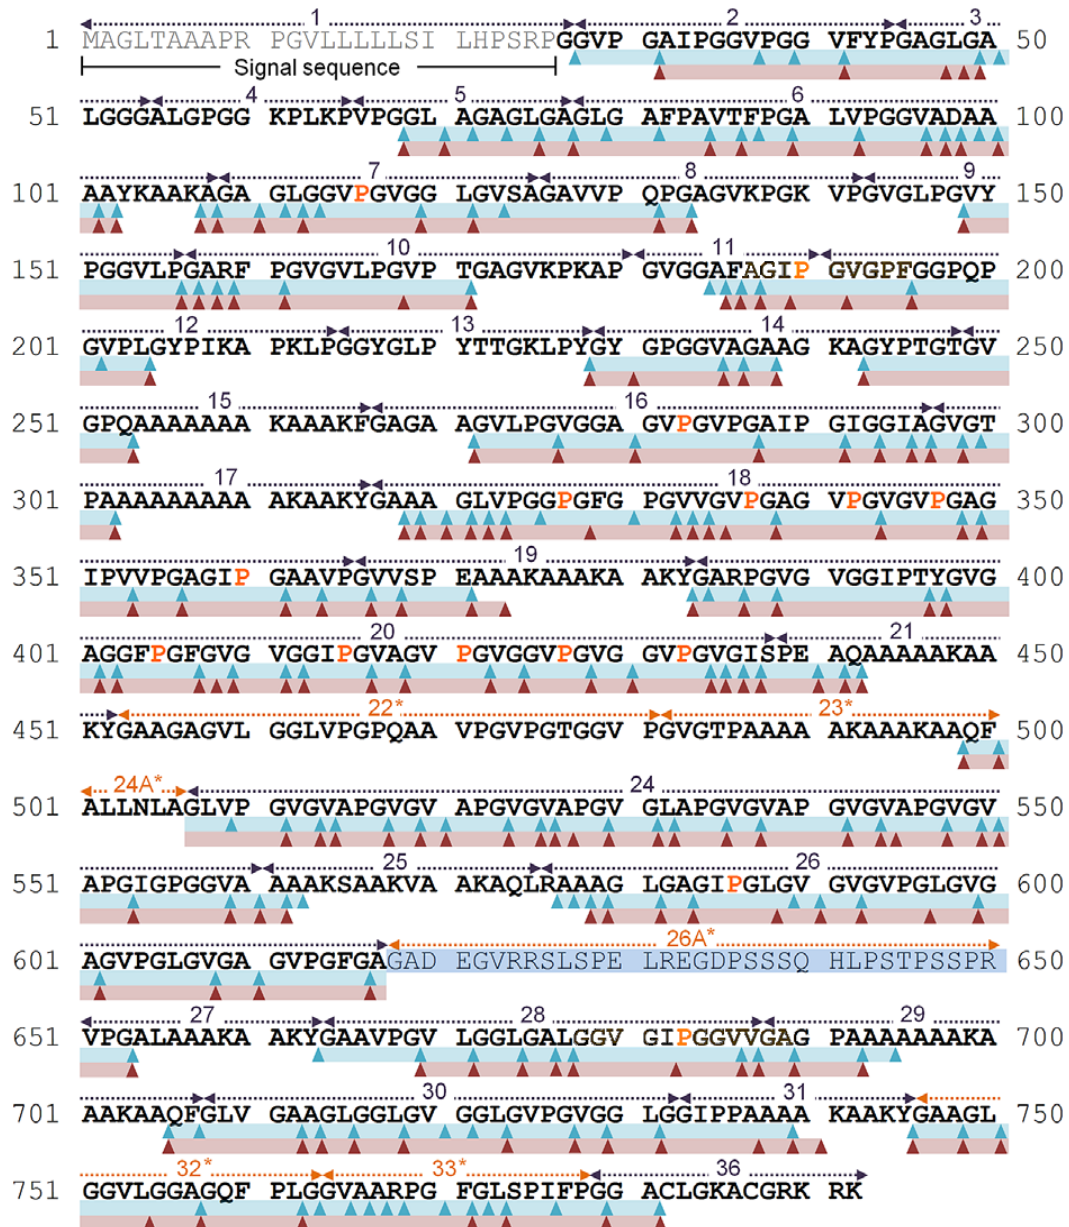 1 2 3
1 MAGLTAAAPR PGVLLLLLSI LHPSRPGGVP GAIPGGVPGG VFYPGAGLGA 50
Signal sequence
4 5 6
51 LGGGALGPGG KPLKPVPGGL AGAGLGAGLG AFPAVTFPGA LVPGGVADAA 100
7 8 9
101 AAYKAAKAGA GLGGVPGVGG LGVSAGAVVP QPGAGVKPGK VPGVGLPGVY 150
10 11
151 PGGVLPGARF PGVGVLPGVP TGAGVKPKAP GVGGAFAGIP GVGPFGGPQP 200
12 13 14
201 GVPLGYPIKA PKLPGGYGLP YTTGKLPYGY GPGGVAGAAG KAGYPTGTGV 250
15 16
251 GPQAAAAAAA KAAAKFGAGA AGVLPGVGGA GVPGVPGAIP GIGGIAGVGT 300
17 18
301 PAAAAAAAAA AKAAKYGAAA GLVPGGPGFG PGVVGVPGAG VPGVGVPGAG 350
19
351 IPVVPGAGIP GAAVPGVVSP EAAAKAAAKA AKYGARPGVG VGGIPTYGVG 400
20 21
401 AGGFPGFGVG VGGIPGVAGV PGVGGVPGVG GVPGVGISPE AQAAAAAKAA 450
22* 23*
451 KYGAAGAGVL GGLVPGPQAA VPGVPGTGGV PGVGTPAAAA AKAAAKAAQF 500
24A* 24
501 ALLNLAGLVP GVGVAPGVGV APGVGVAPGV GLAPGVGVAP GVGVAPGVGV 550
25 26
551 APGIGPGGVA AAAKSAAKVA AKAQLRAAAG LGAGIPGLGV GVGVPGLGVG 600
26A*
601 AGVPGLGVGA GVPGFGAGAD EGVRRSLSPE LREGDPSSSQ HLPSTPSSPR 650
27 28 29
651 VPGALAAAKA AKYGAAVPGV LGGLGALGGV GIPGGVVGAG PAAAAAAAKA 700
30 31
701 AAKAAQFGLV GAAGLGGLGV GGLGVPGVGG LGGIPPAAAA KAAKYGAAGL 750
32* 33* 36
751 GGVLGGAGQF PLGGVAARPG FGLSPIFPGG ACLGKACGRK RK